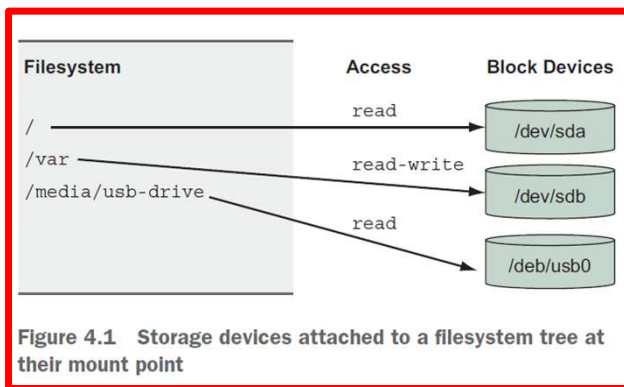 Filesystem Access Block Devices
/ read /dev/sda
/var read-write /dev/sdb
/media/usb-drive read /deb/usb0
Figure 4.1 Storage devices attached to a filesystem tree at
their mount point